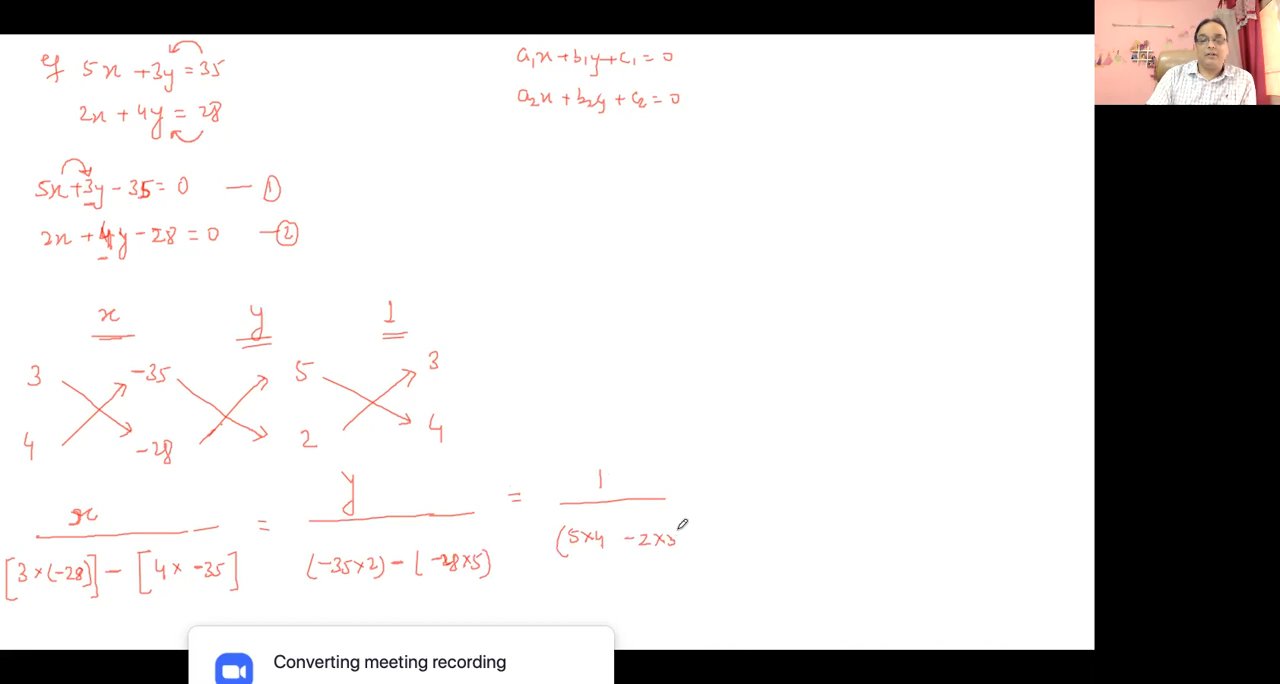 eg 5x + 3y = 35
2x + 4y = 28
a₁x + b₁y + c₁ = 0
a₂x + b₂y + c₂ = 0
5x + 3y - 35 = 0 — ①
2x + 4y - 28 = 0 — ②
x y 1
3 -35 5 3
4 -28 2 4
x = y = 1
[3 × (-28)] - [4 × -35] (-35×2) - (-28×5) (5×4 - 2×3
Converting meeting recording